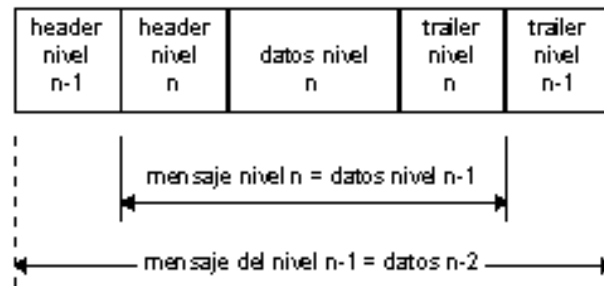 header nivel n-1
header nivel n
datos nivel n
trailer nivel n
trailer nivel n-1
mensaje nivel n = datos nivel n-1
mensaje del nivel n-1 = datos n-2